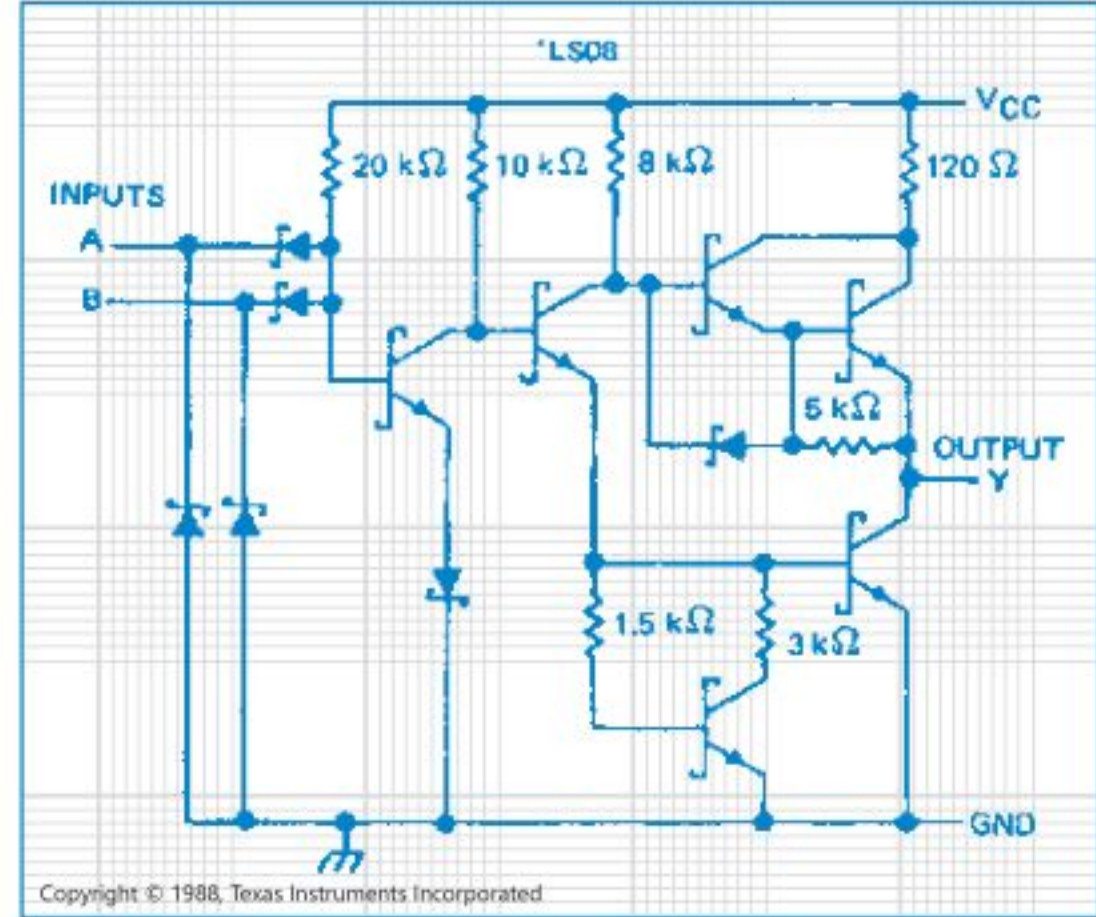 'LS08
VCC
20 kΩ
10 kΩ
8 kΩ
120 Ω
INPUTS
A
B
5 kΩ
OUTPUT
Y
1.5 kΩ
3 kΩ
GND
Copyright © 1988, Texas Instruments Incorporated